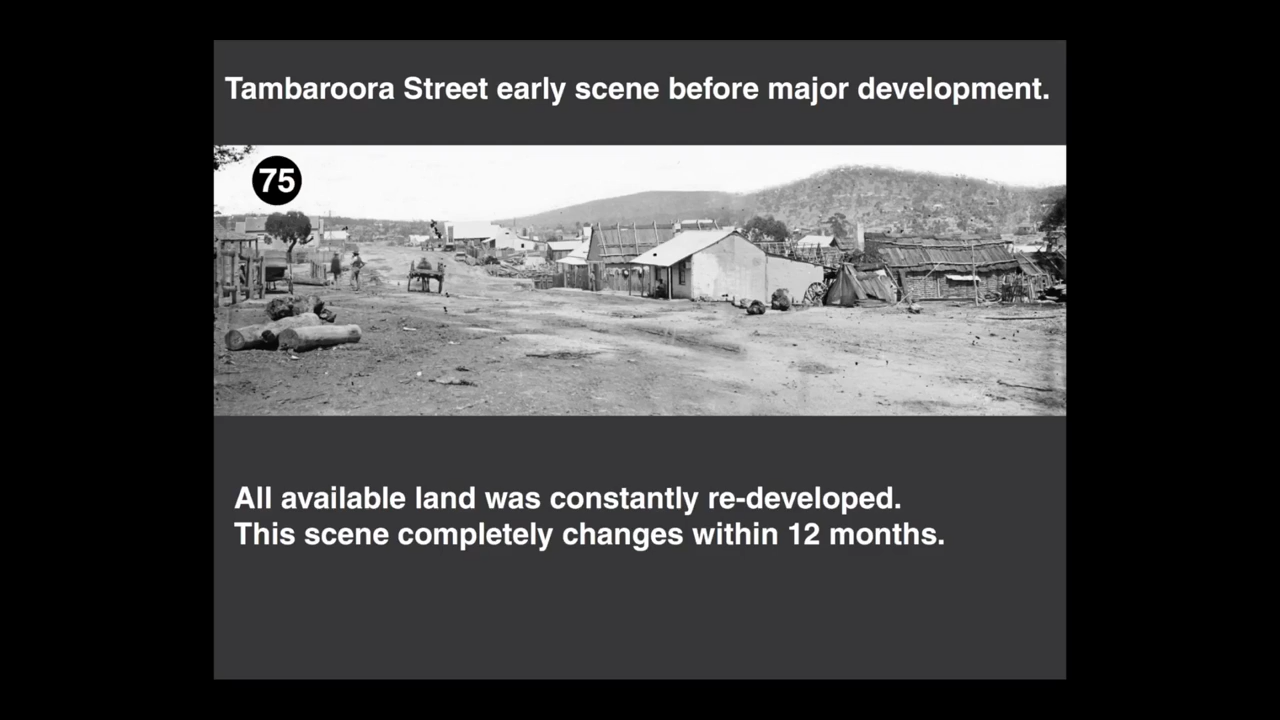 Tambaroora Street early scene before major development.
75
All available land was constantly re-developed.
This scene completely changes within 12 months.